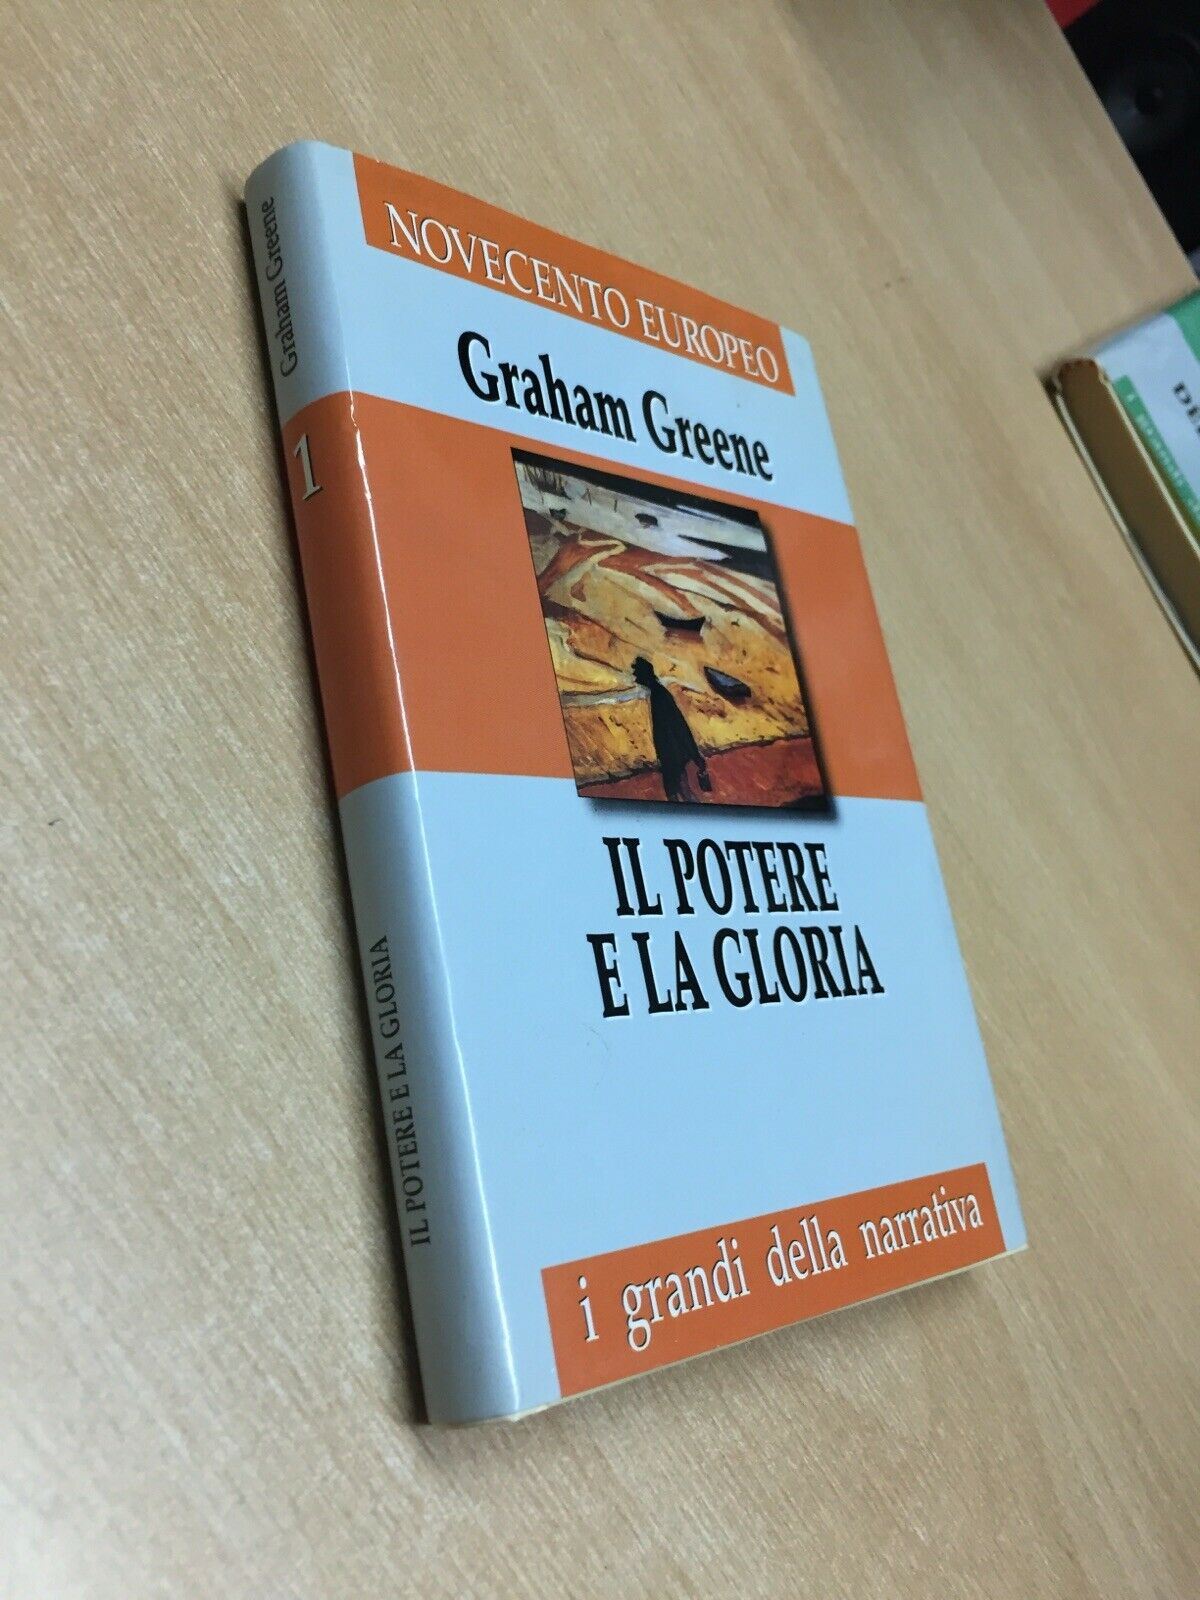 NOVECENTO EUROPEO
Graham Greene
IL POTERE
E LA GLORIA
i grandi della narrativa
Graham Greene
1
IL POTERE E LA GLORIA